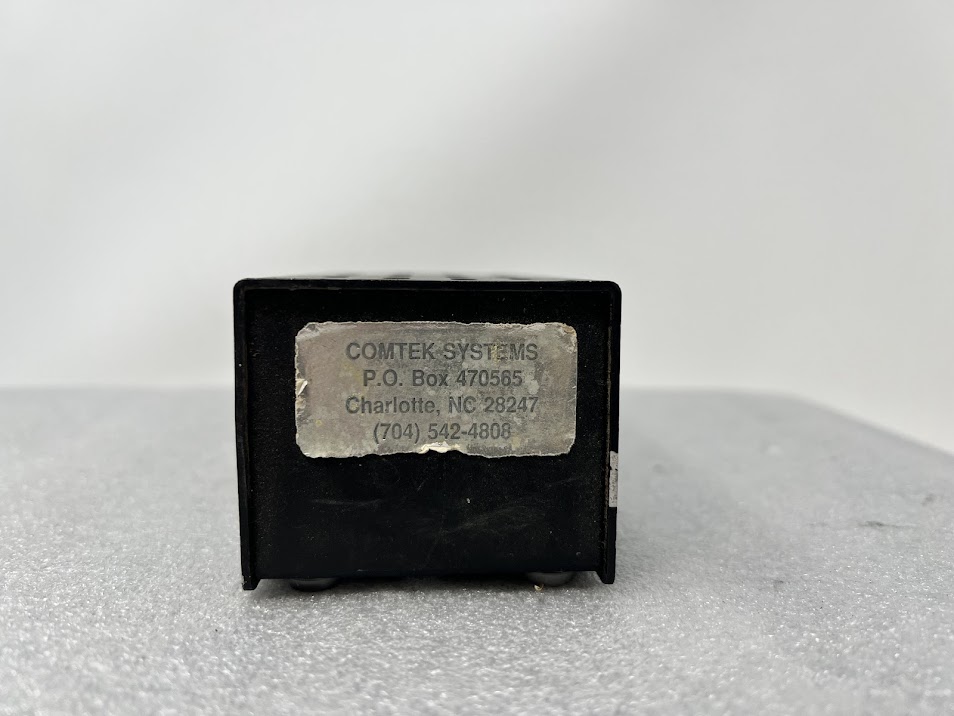 COMTEK SYSTEMS
P.O. Box 470565
Charlotte, NC 28247
(704) 542-4808